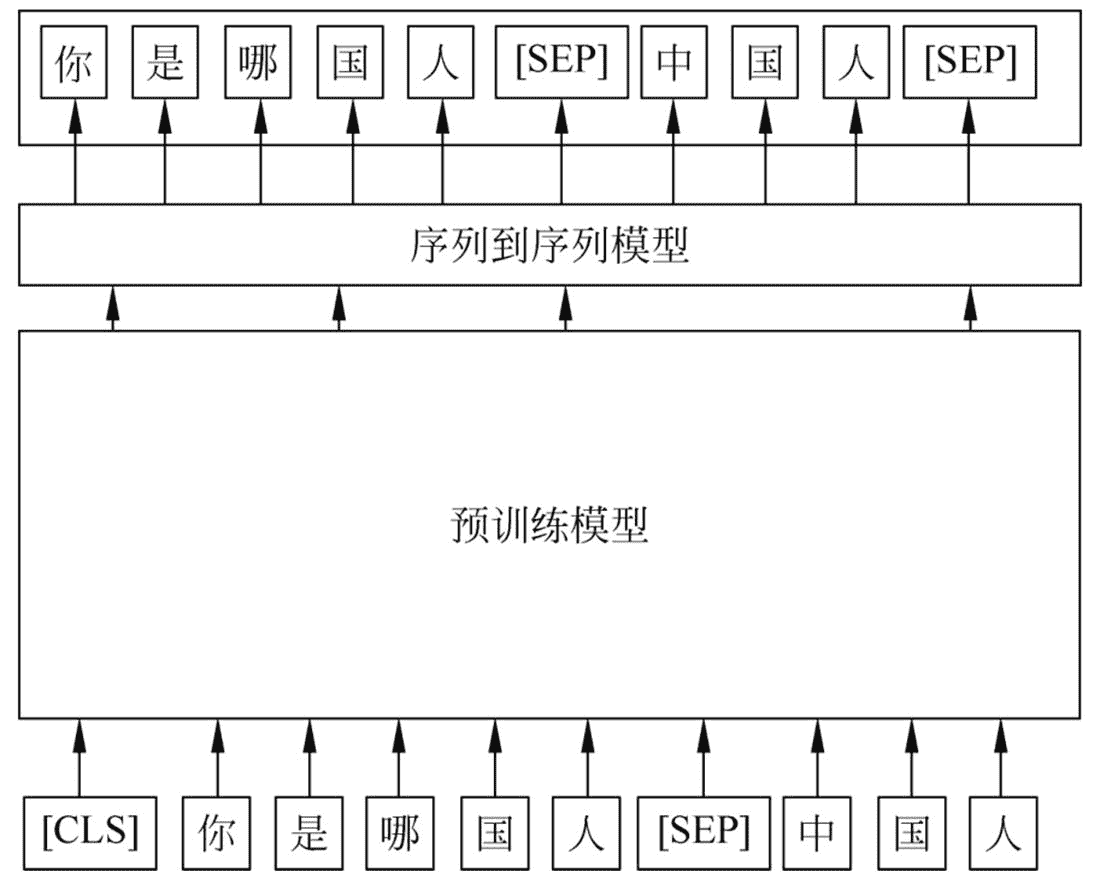 你 是 哪 国 人 [SEP] 中 国 人 [SEP]
序列到序列模型
预训练模型
[CLS] 你 是 哪 国 人 [SEP] 中 国 人